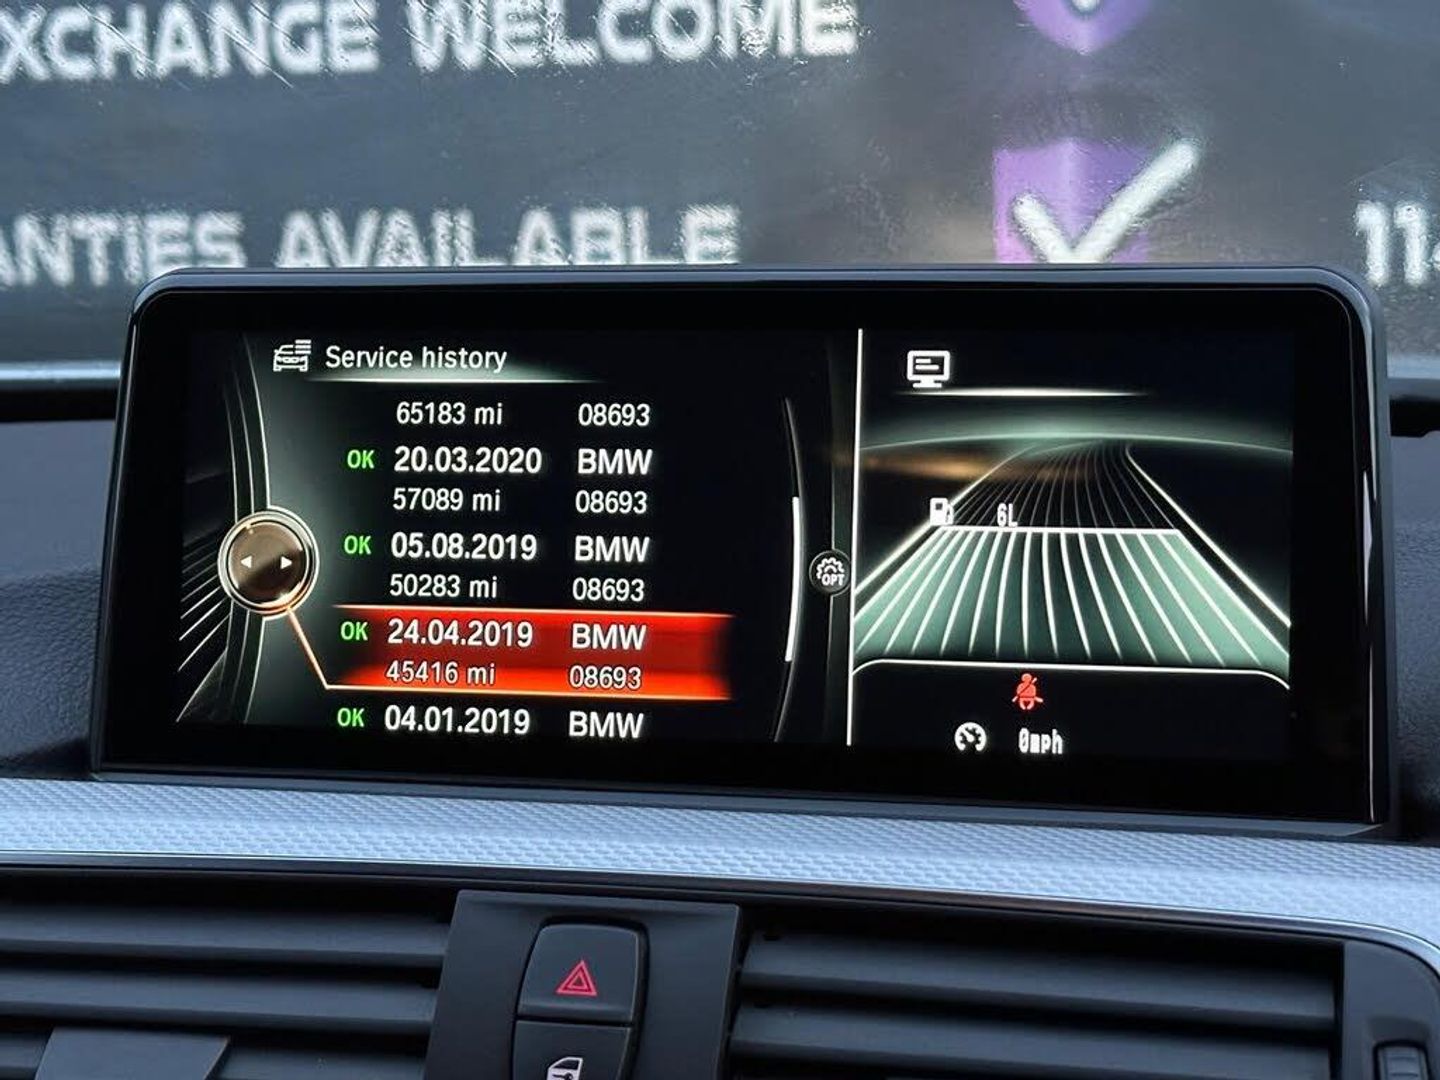 XCHANGE WELCOME
ANTIES AVAILABLE
11
Service history
65183 mi 08693
OK 20.03.2020 BMW
57089 mi 08693
OK 05.08.2019 BMW
50283 mi 08693
OK 24.04.2019 BMW
45416 mi 08693
OK 04.01.2019 BMW
OPT
6L
0mph